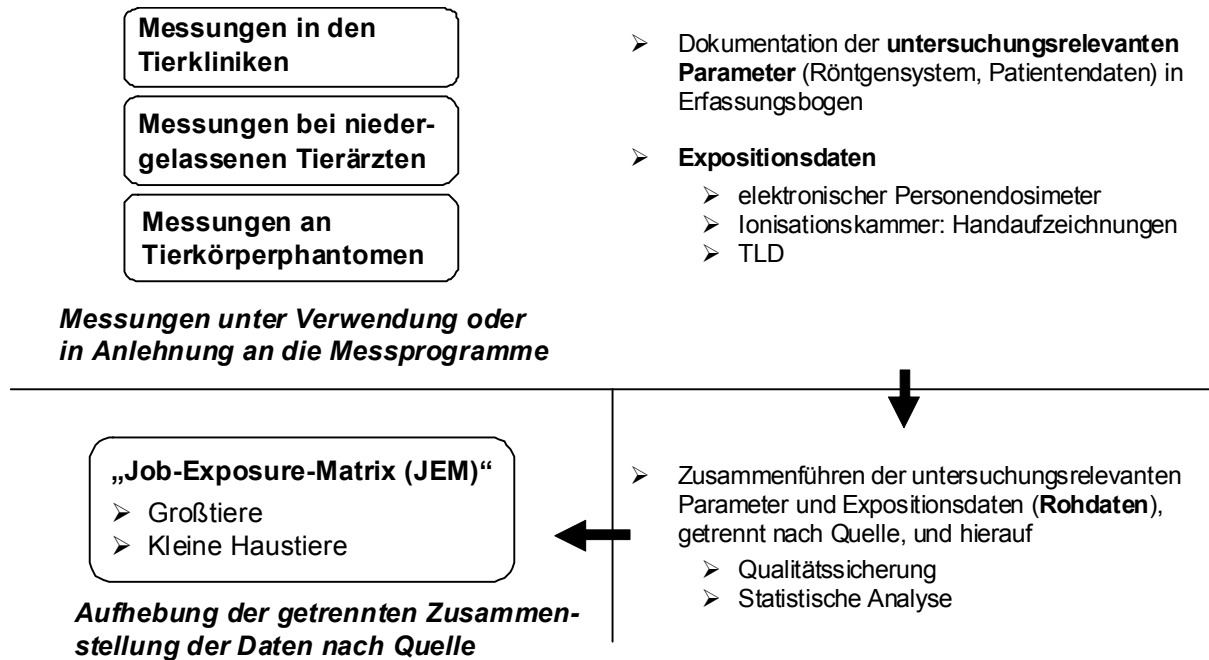 Messungen in den
Tierkliniken
Messungen bei nieder-
gelassenen Tierärzten
Messungen an
Tierkörperphantomen
Messungen unter Verwendung oder
in Anlehnung an die Messprogramme
➢ Dokumentation der untersuchungsrelevanten
Parameter (Röntgensystem, Patientendaten) in
Erfassungsbogen
➢ Expositionsdaten
➢ elektronischer Personendosimeter
➢ Ionisationskammer: Handaufzeichnungen
➢ TLD
➢ Zusammenführen der untersuchungsrelevanten
Parameter und Expositionsdaten (Rohdaten),
getrennt nach Quelle, und hierauf
➢ Qualitätssicherung
➢ Statistische Analyse
„Job-Exposure-Matrix (JEM)“
➢ Großtiere
➢ Kleine Haustiere
Aufhebung der getrennten Zusammen-
stellung der Daten nach Quelle